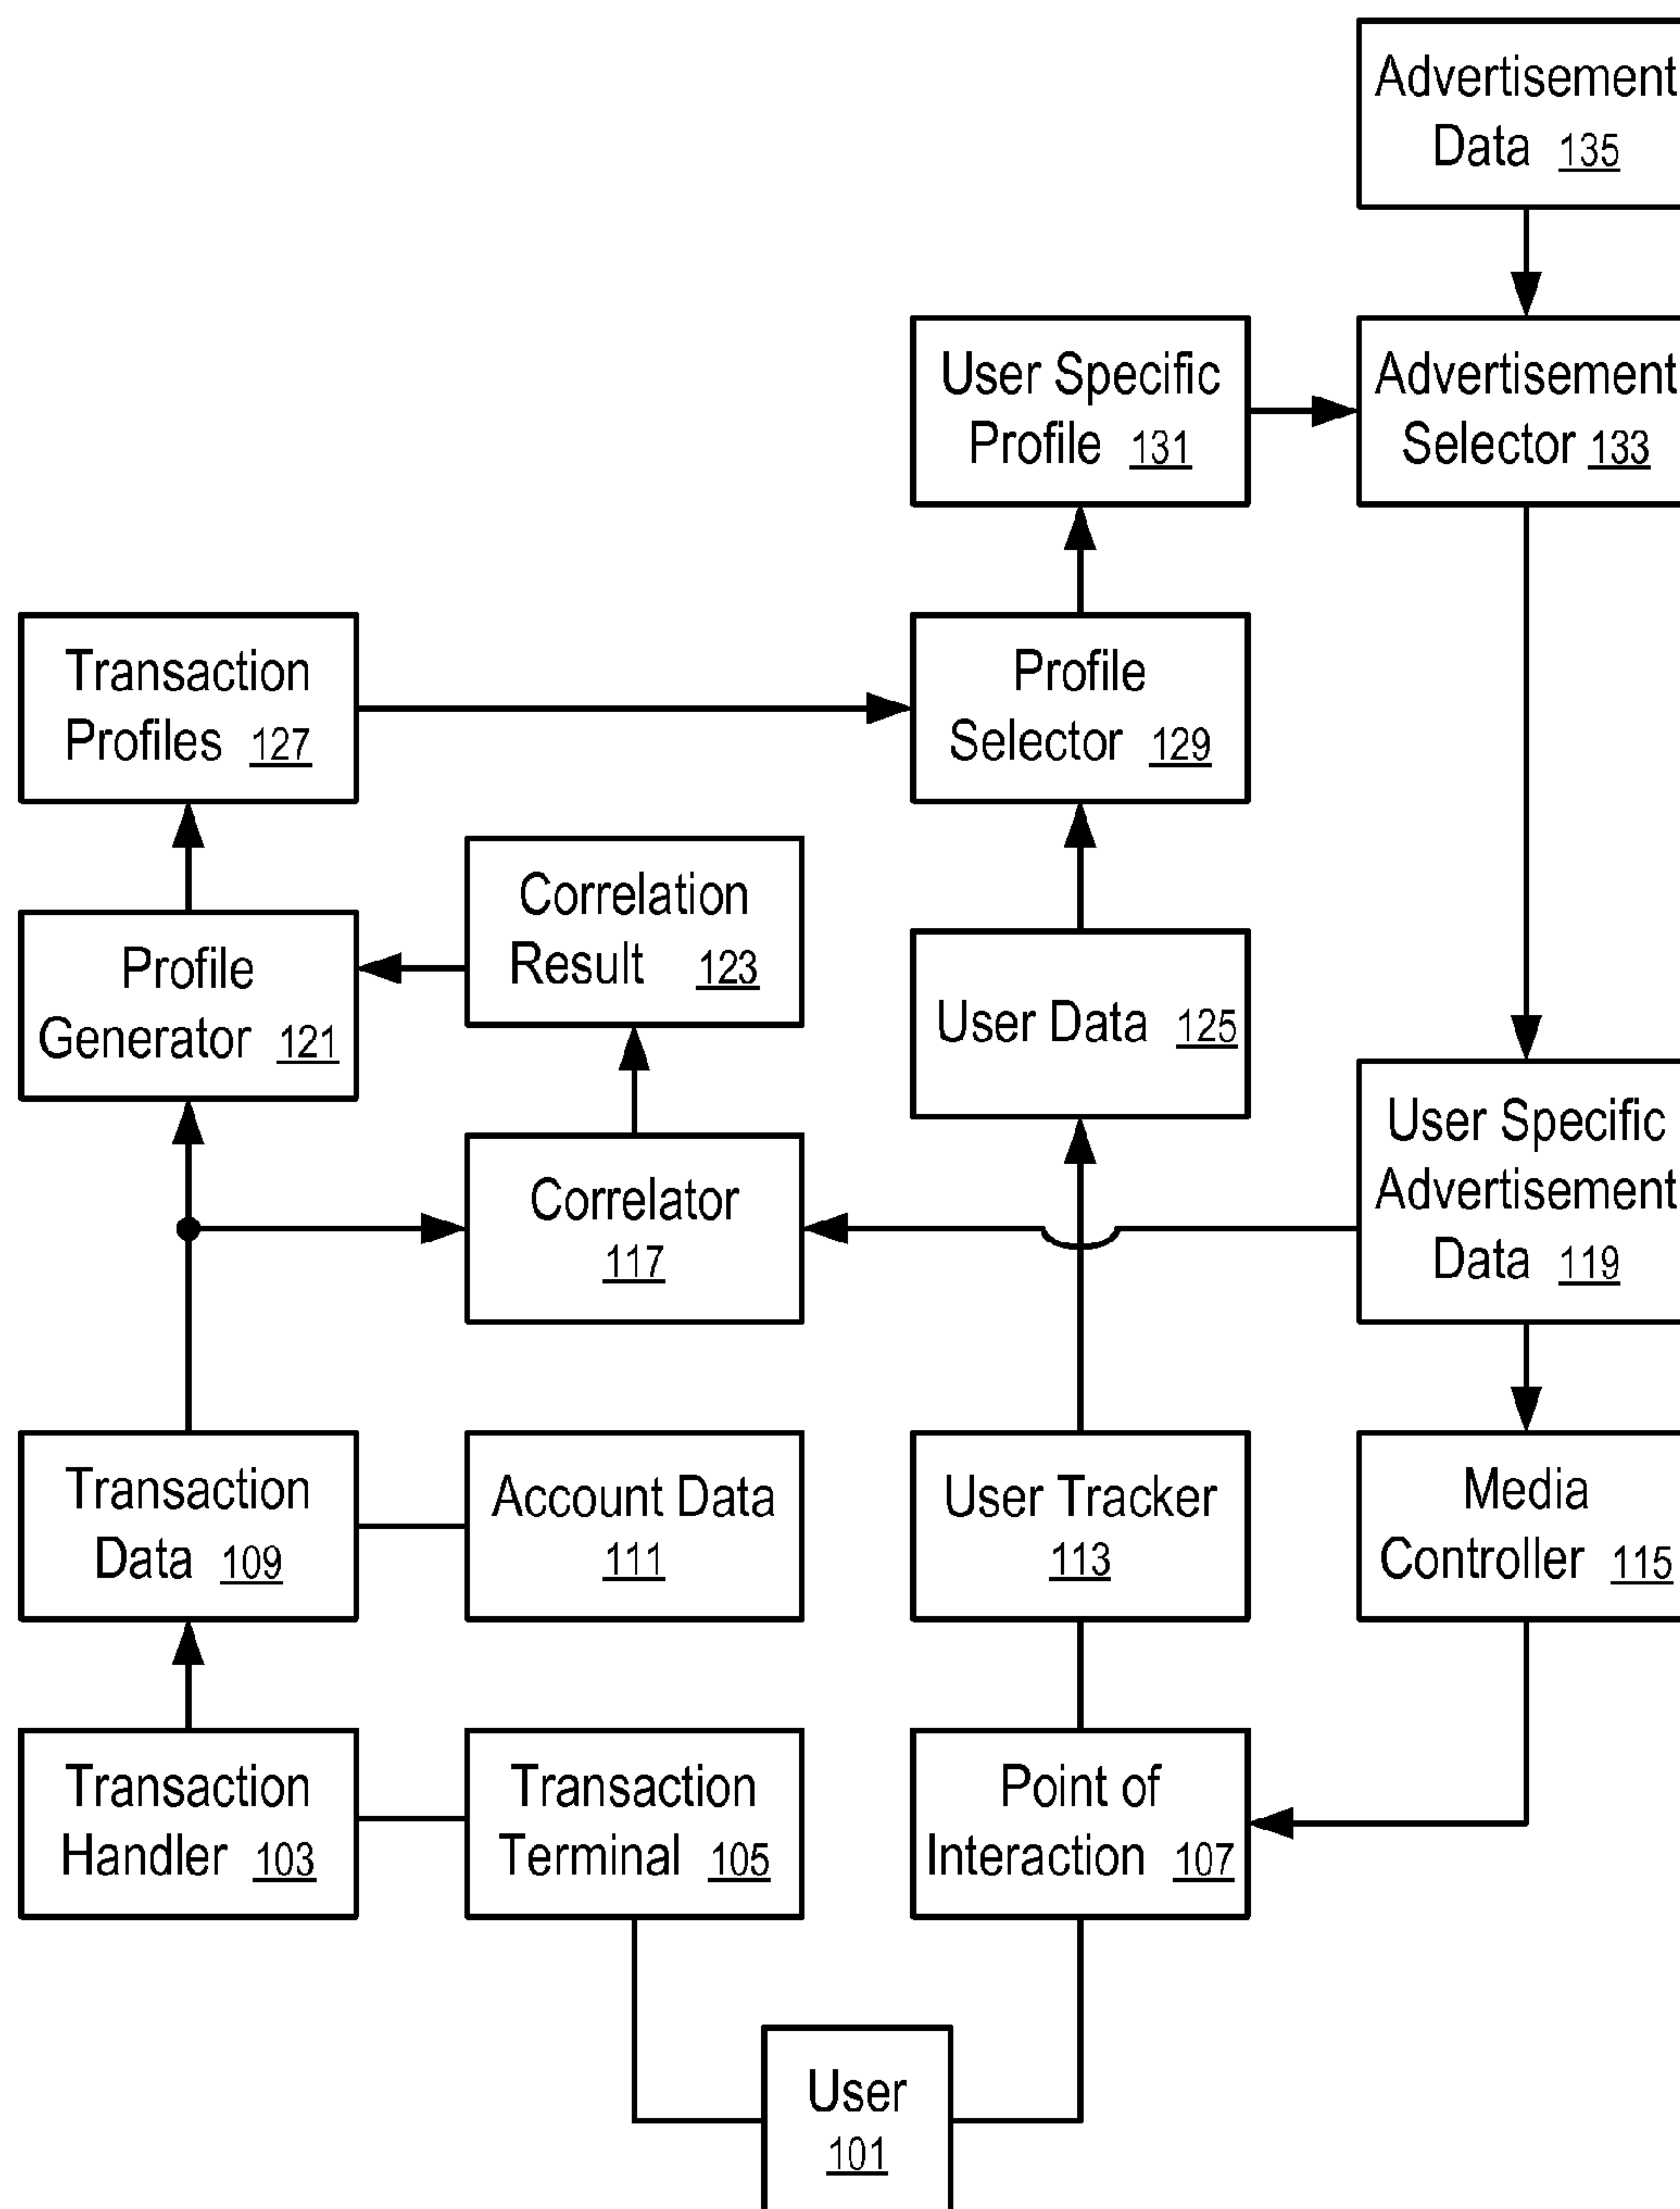 Advertisement
Data 135
User Specific
Profile 131
Advertisement
Selector 133
Transaction
Profiles 127
Profile
Selector 129
Correlation
Result 123
Profile
Generator 121
User Data 125
User Specific
Advertisement
Data 119
Correlator
117
Transaction
Data 109
Account Data
111
User Tracker
113
Media
Controller 115
Transaction
Handler 103
Transaction
Terminal 105
Point of
Interaction 107
User
101